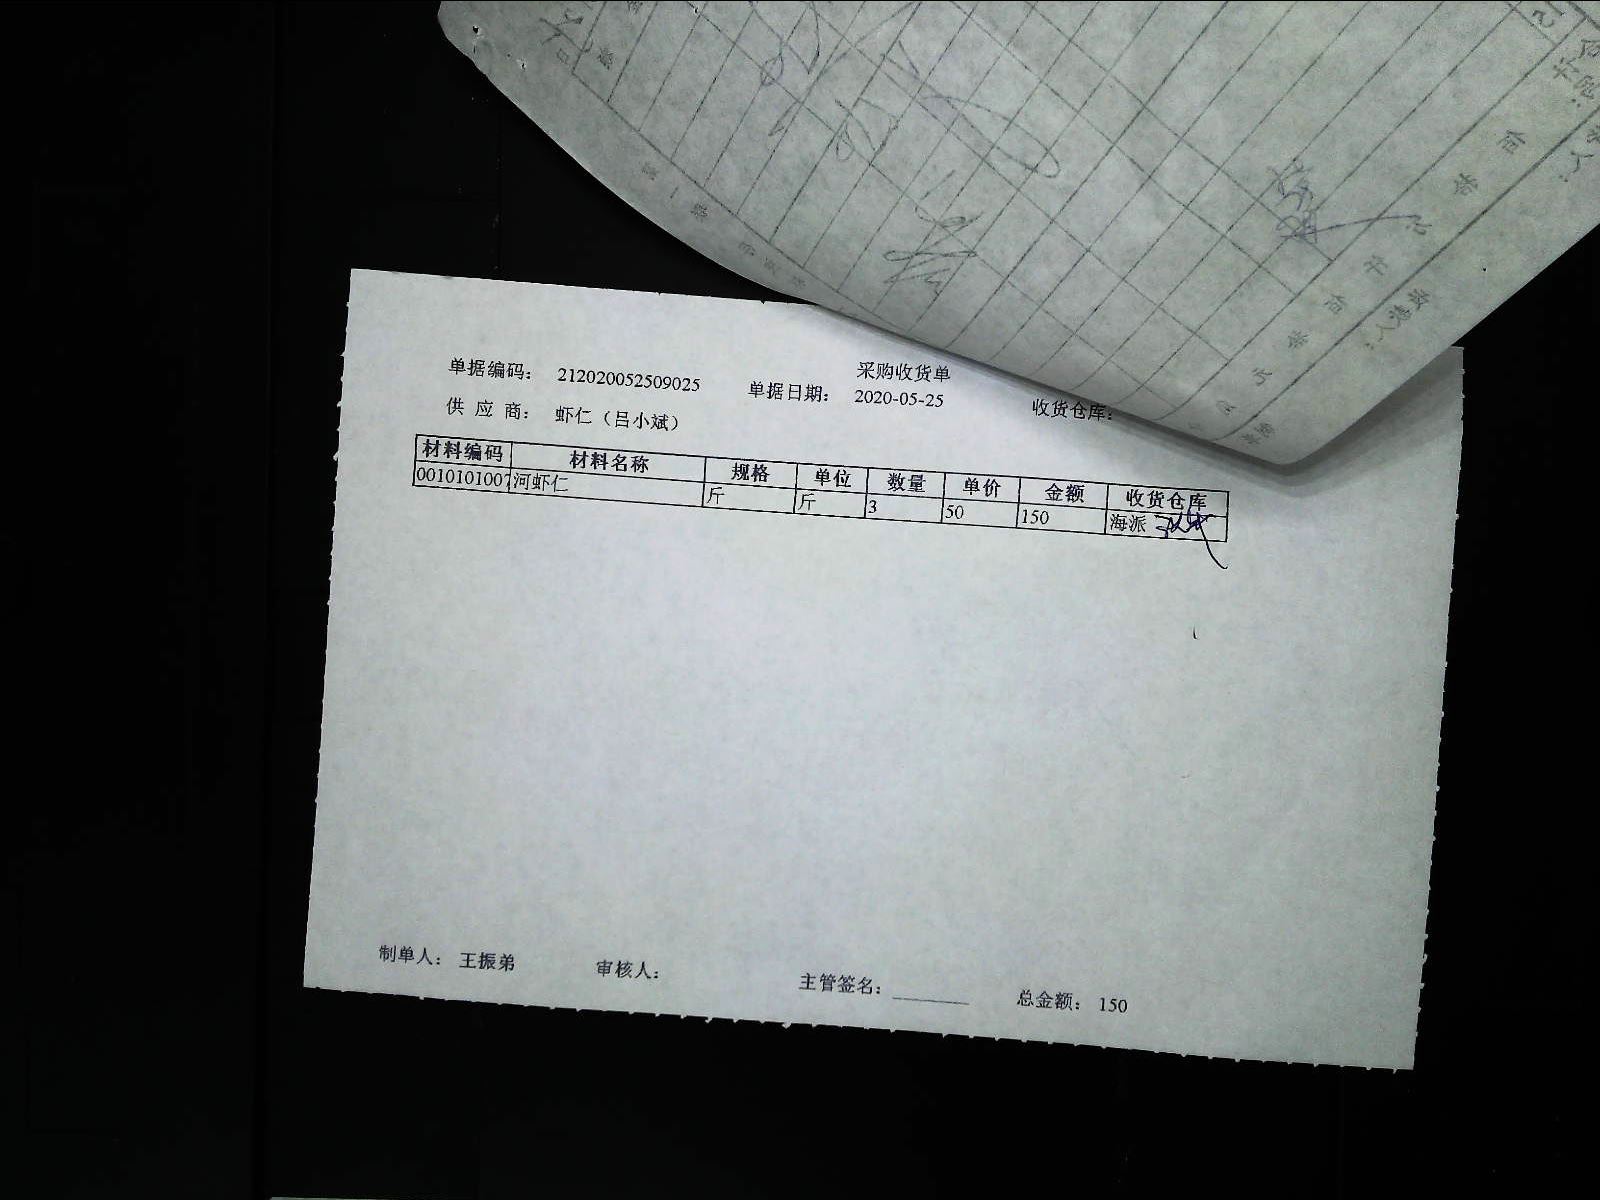 采购收货单
单据编码： 212020052509025 单据日期： 2020-05-25 收货仓库：
供 应 商： 虾仁（吕小斌）
材料编码 材料名称 规格 单位 数量 单价 金额 收货仓库
0010101007 河虾仁 斤 斤 3 50 150 海派
制单人： 王振弟 审核人： 主管签名： ________ 总金额： 150